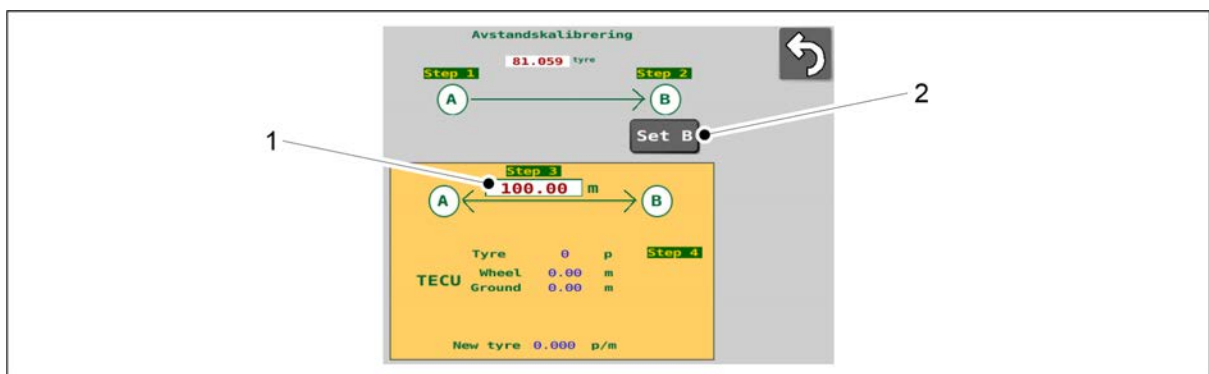 Avstandskalibrering
81.059 tyre
Step 1 Step 2
A B
Set B
2
1
Step 3
100.00 m
A B
Tyre 0 p Step 4
TECU Wheel 0.00 m
Ground 0.00 m
New tyre 0.000 p/m